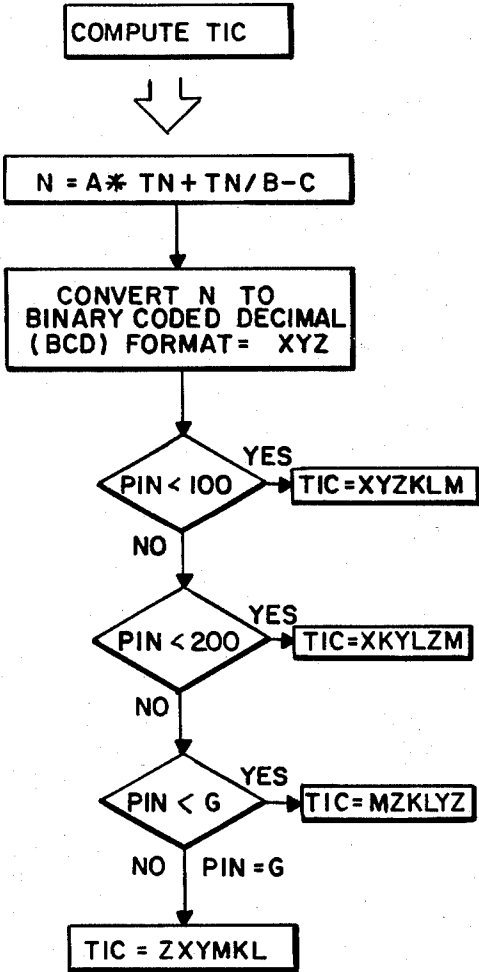 COMPUTE TIC
N = A* TN + TN/B-C
CONVERT N TO
BINARY CODED DECIMAL
(BCD) FORMAT = XYZ
PIN < 100
YES
TIC=XYZKLM
NO
PIN < 200
YES
TIC=XKYLZM
NO
PIN < G
YES
TIC=MZKLYZ
NO PIN=G
TIC = ZXYMKL